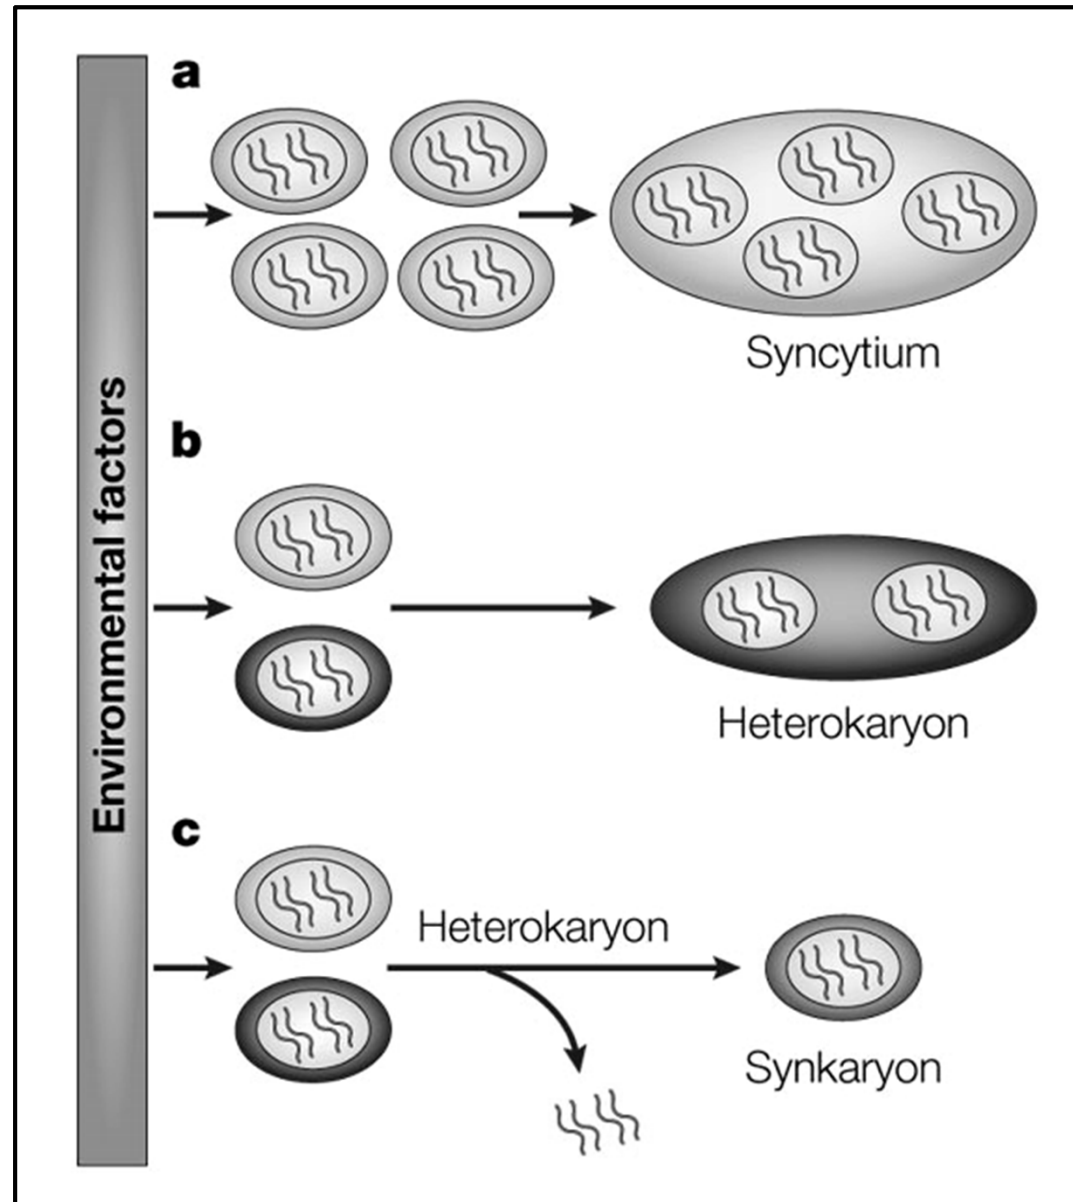 Environmental factors
a
Syncytium
b
Heterokaryon
c
Heterokaryon
Synkaryon